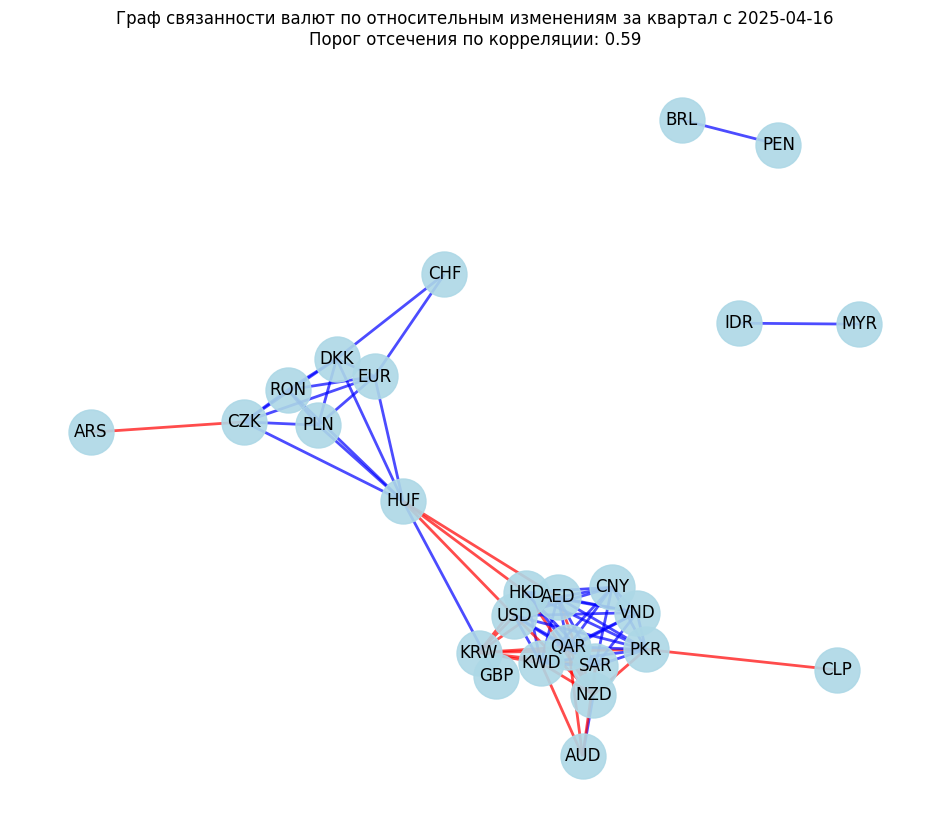 Граф связанности валют по относительным изменениям за квартал с 2025-04-16
Порог отсечения по корреляции: 0.59
BRL
PEN
CHF
IDR
MYR
DKK
EUR
RON
CZK
PLN
ARS
HUF
CNY
HKD
AED
VND
USD
QAR
PKR
KRW
KWD
SAR
CLP
GBP
NZD
AUD